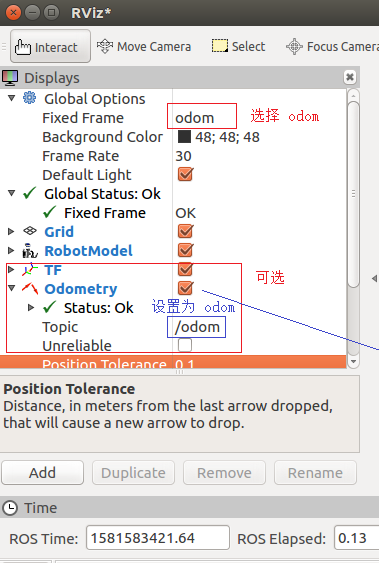 RViz*
Interact Move Camera Select Focus Camera
Displays
Global Options
Fixed Frame odom 选择 odom
Background Color 48; 48; 48
Frame Rate 30
Default Light
Global Status: Ok
Fixed Frame OK
Grid
RobotModel
TF 可选
Odometry
Status: Ok 设置为 odom
Topic /odom
Unreliable
Position Tolerance 0.1
Position Tolerance
Distance, in meters from the last arrow dropped,
that will cause a new arrow to drop.
Add Duplicate Remove Rename
Time
ROS Time: 1581583421.64 ROS Elapsed: 0.13